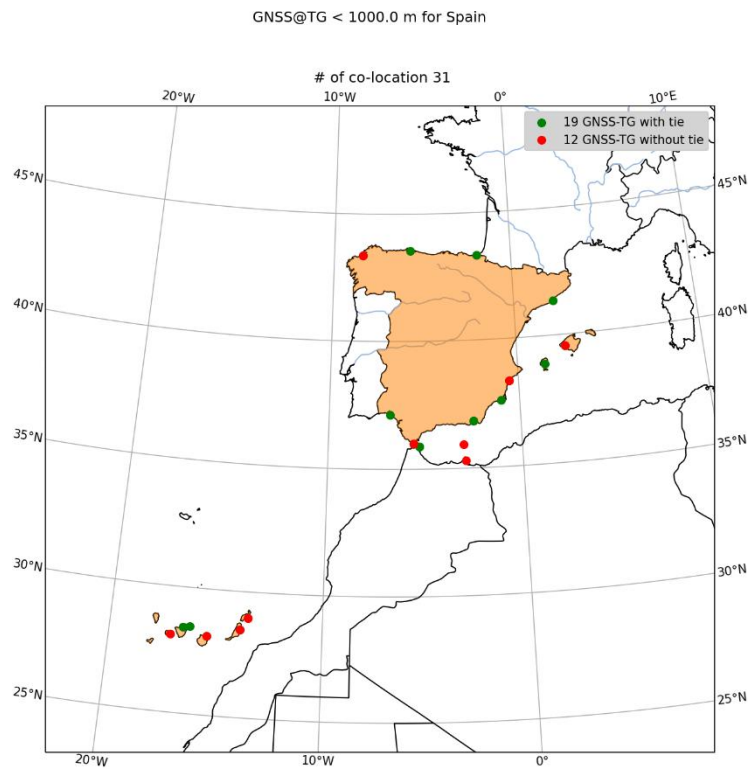 GNSS@TG < 1000.0 m for Spain
# of co-location 31
20°W 10°W 0° 10°E
19 GNSS-TG with tie
12 GNSS-TG without tie
45°N 45°N
40°N 40°N
35°N 35°N
30°N 30°N
25°N 25°N
20°W 10°W 0°